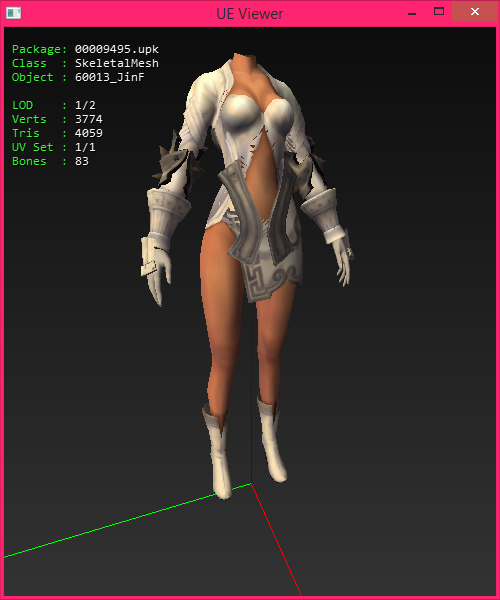 UE Viewer
Package: 00009495.upk
Class  : SkeletalMesh
Object : 60013_JinF
LOD    : 1/2
Verts  : 3774
Tris   : 4059
UV Set : 1/1
Bones  : 83